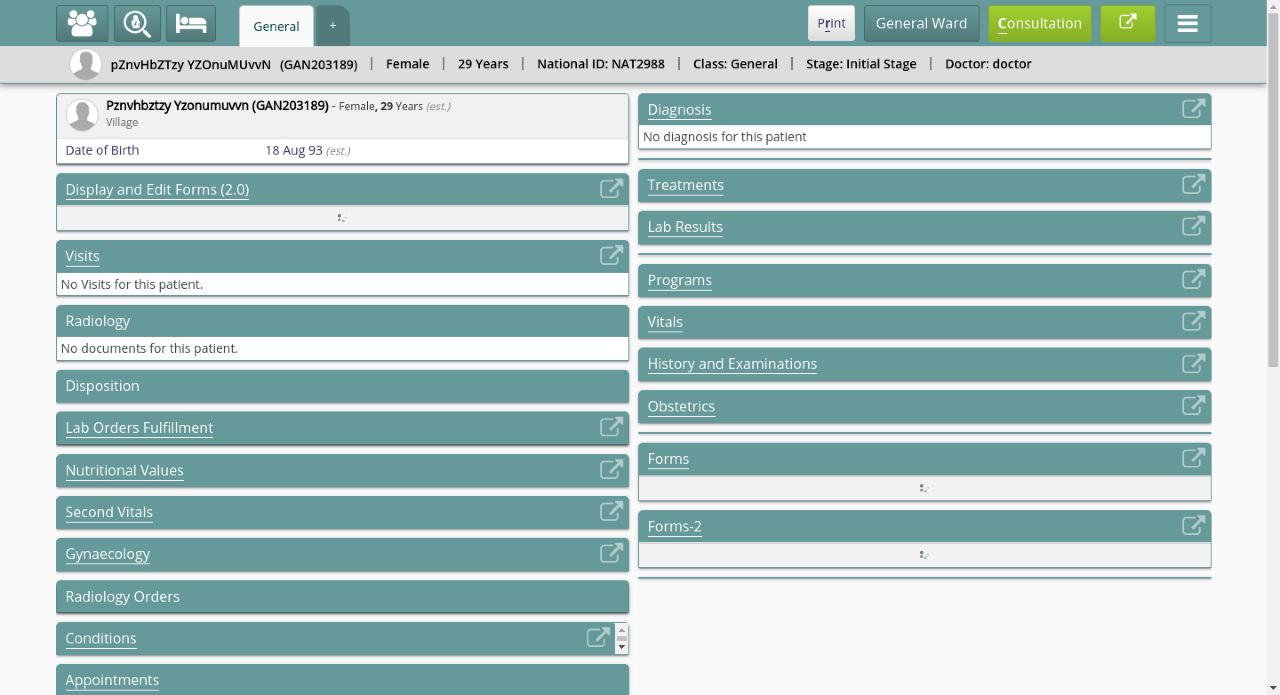 General
+
Print
General Ward
Consultation
pZnvHbZTzy YZOnuMUvvN (GAN203189) | Female | 29 Years | National ID: NAT2988 | Class: General | Stage: Initial Stage | Doctor: doctor
Pznvhbztzy Yzonumuvvn (GAN203189) - Female, 29 Years (est.)
Village
Date of Birth 18 Aug 93 (est.)
Display and Edit Forms (2.0)
Visits
No Visits for this patient.
Radiology
No documents for this patient.
Disposition
Lab Orders Fulfillment
Nutritional Values
Second Vitals
Gynaecology
Radiology Orders
Conditions
Appointments
Diagnosis
No diagnosis for this patient
Treatments
Lab Results
Programs
Vitals
History and Examinations
Obstetrics
Forms
Forms-2